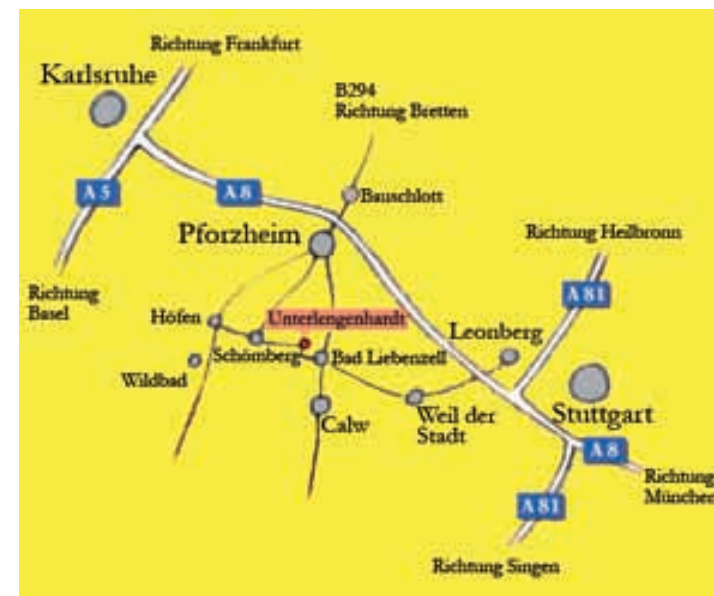 Richtung Frankfurt
Karlsruhe
B294
Richtung Bretten
A 5
A 8
Bauschlott
Pforzheim
Richtung Heilbronn
Richtung
Basel
A 81
Höfen
Unterlengenhardt
Leonberg
Schömberg
Bad Liebenzell
Wildbad
Calw
Weil der
Stadt
Stuttgart
A 8
Richtung
München
A 81
Richtung Singen